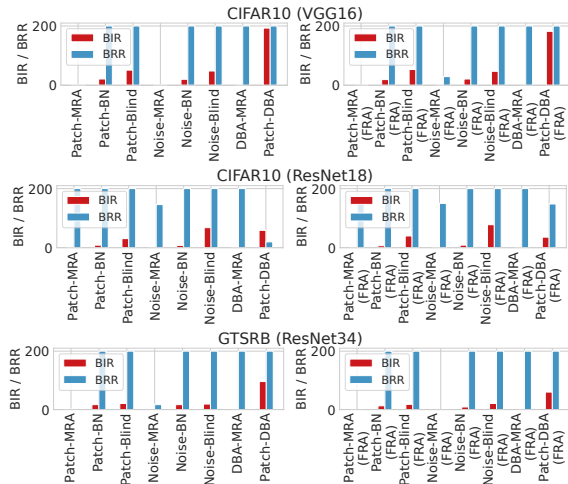 CIFAR10 (VGG16)
BIR / BRR
200
0
BIR
BRR
Patch-MRA
Patch-BN
Patch-Blind
Noise-MRA
Noise-BN
Noise-Blind
DBA-MRA
Patch-DBA
200
0
BIR
BRR
Patch-MRA
(FRA)
Patch-BN
(FRA)
Patch-Blind
(FRA)
Noise-MRA
(FRA)
Noise-BN
(FRA)
Noise-Blind
(FRA)
DBA-MRA
(FRA)
Patch-DBA
(FRA)
CIFAR10 (ResNet18)
BIR / BRR
200
0
BIR
BRR
Patch-MRA
Patch-BN
Patch-Blind
Noise-MRA
Noise-BN
Noise-Blind
DBA-MRA
Patch-DBA
200
0
BIR
BRR
Patch-MRA
(FRA)
Patch-BN
(FRA)
Patch-Blind
(FRA)
Noise-MRA
(FRA)
Noise-BN
(FRA)
Noise-Blind
(FRA)
DBA-MRA
(FRA)
Patch-DBA
(FRA)
GTSRB (ResNet34)
BIR / BRR
200
0
BIR
BRR
Patch-MRA
Patch-BN
Patch-Blind
Noise-MRA
Noise-BN
Noise-Blind
DBA-MRA
Patch-DBA
200
0
BIR
BRR
Patch-MRA
(FRA)
Patch-BN
(FRA)
Patch-Blind
(FRA)
Noise-MRA
(FRA)
Noise-BN
(FRA)
Noise-Blind
(FRA)
DBA-MRA
(FRA)
Patch-DBA
(FRA)